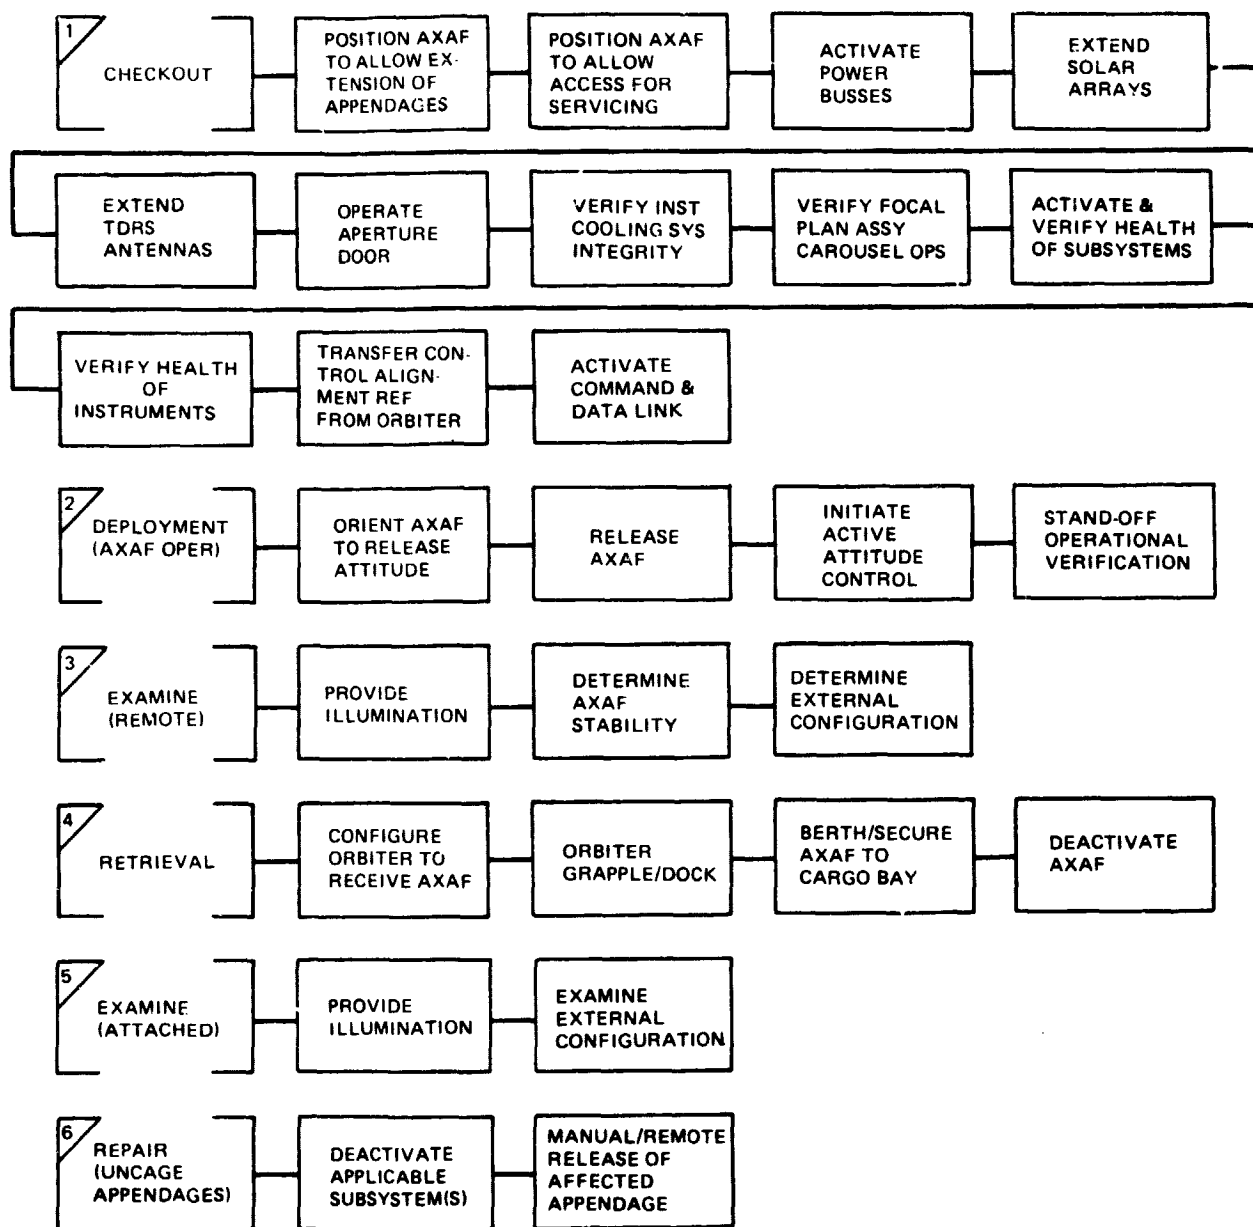 1
CHECKOUT
POSITION AXAF
TO ALLOW EX-
TENSION OF
APPENDAGES
POSITION AXAF
TO ALLOW
ACCESS FOR
SERVICING
ACTIVATE
POWER
BUSSES
EXTEND
SOLAR
ARRAYS
EXTEND
TDRS
ANTENNAS
OPERATE
APERTURE
DOOR
VERIFY INST
COOLING SYS
INTEGRITY
VERIFY FOCAL
PLAN ASSY
CAROUSEL OPS
ACTIVATE &
VERIFY HEALTH
OF SUBSYSTEMS
VERIFY HEALTH
OF
INSTRUMENTS
TRANSFER CON-
TROL ALIGN-
MENT REF
FROM ORBITER
ACTIVATE
COMMAND &
DATA LINK
2
DEPLOYMENT
(AXAF OPER)
ORIENT AXAF
TO RELEASE
ATTITUDE
RELEASE
AXAF
INITIATE
ACTIVE
ATTITUDE
CONTROL
STAND-OFF
OPERATIONAL
VERIFICATION
3
EXAMINE
(REMOTE)
PROVIDE
ILLUMINATION
DETERMINE
AXAF
STABILITY
DETERMINE
EXTERNAL
CONFIGURATION
4
RETRIEVAL
CONFIGURE
ORBITER TO
RECEIVE AXAF
ORBITER
GRAPPLE/DOCK
BERTH/SECURE
AXAF TO
CARGO BAY
DEACTIVATE
AXAF
5
EXAMINE
(ATTACHED)
PROVIDE
ILLUMINATION
EXAMINE
EXTERNAL
CONFIGURATION
6
REPAIR
(UNCAGE
APPENDAGES)
DEACTIVATE
APPLICABLE
SUBSYSTEM(S)
MANUAL/REMOTE
RELEASE OF
AFFECTED
APPENDAGE